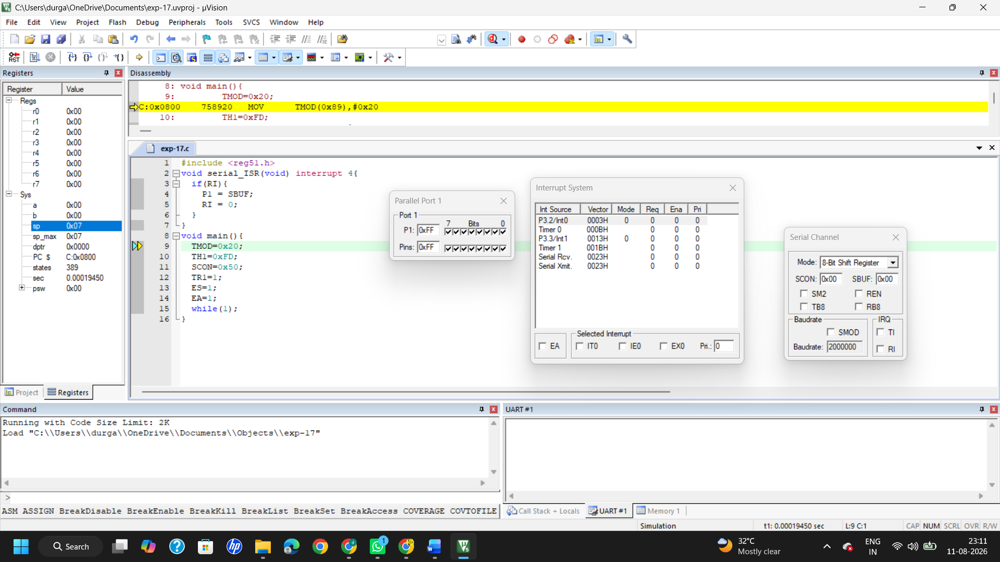 C:\Users\durga\OneDrive\Documents\exp-17.uvproj - µVision
File Edit View Project Flash Debug Peripherals Tools SVCS Window Help
Registers
Register Value
Regs
r0 0x00
r1 0x00
r2 0x00
r3 0x00
r4 0x00
r5 0x00
r6 0x00
r7 0x00
Sys
a 0x00
b 0x00
sp 0x07
sp_max 0x07
dptr 0x0000
PC $ C:0x0800
states 389
sec 0.00019450
psw 0x00
Project Registers
Disassembly
8: void main(){
9: TMOD=0x20;
C:0x0800 758920 MOV TMOD(0x89),#0x20
10: TH1=0xFD;
exp-17.c
1 #include <reg51.h>
2 void serial_ISR(void) interrupt 4{
3 if(RI){
4 P1 = SBUF;
5 RI = 0;
6 }
7 }
8 void main(){
9 TMOD=0x20;
10 TH1=0xFD;
11 SCON=0x50;
12 TR1=1;
13 ES=1;
14 EA=1;
15 while(1);
16 }
Parallel Port 1
Port 1
7 Bits 0
P1: 0xFF
Pins: 0xFF
Interrupt System
Int Source Vector Mode Req Ena Pri
P3.2/Int0 0003H 0 0 0 0
Timer 0 000BH 0 0 0
P3.3/Int1 0013H 0 0 0 0
Timer 1 001BH 0 0 0
Serial Rcv. 0023H 0 0 0
Serial Xmit. 0023H 0 0 0
Selected Interrupt
EA IT0 IE0 EX0 Pri.: 0
Serial Channel
Mode: 8-Bit Shift Register
SCON: 0x00 SBUF: 0x00
SM2 REN
TB8 RB8
Baudrate IRQ
SMOD TI
Baudrate: 2000000 RI
Command
Running with Code Size Limit: 2K
Load "C:\\Users\\durga\\OneDrive\\Documents\\Objects\\exp-17"
>
ASM ASSIGN BreakDisable BreakEnable BreakKill BreakList BreakSet BreakAccess COVERAGE COVTOFILE
UART #1
Call Stack + Locals UART #1 Memory 1
Simulation t1: 0.00019450 sec L:9 C:1 CAP NUM SCRL OVR R/W
Search
1
32°C
Mostly clear
ENG
IN
23:11
11-08-2026